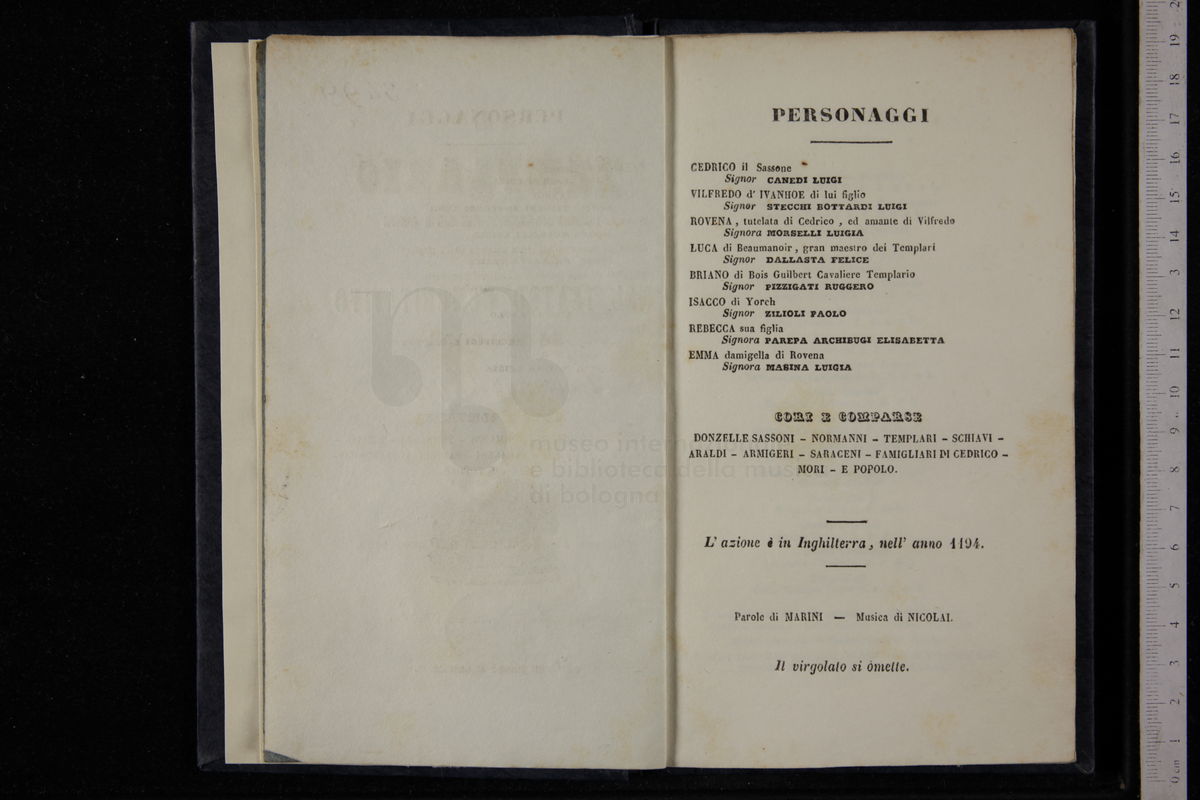 PERSONAGGI
CEDRICO il Sassone
Signor CANEDI LUIGI
VILFREDO d' IVANHOE di lui figlio
Signor STECCHI BOTTARDI LUIGI
ROVENA, tutelata di Cedrico, ed amante di Vilfredo
Signora MORSELLI LUIGIA
LUCA di Beaumanoir, gran maestro dei Templari
Signor DALLASTA FELICE
BRIANO di Bois Guilbert Cavaliere Templario
Signor PIZZIGATI RUGGERO
ISACCO di Yorch
Signor ZILIOLI PAOLO
REBECCA sua figlia
Signora PAREPA ARCHIBUGI ELISABETTA
EMMA damigella di Rovena
Signora MASINA LUIGIA
CORI E COMPARSE
DONZELLE SASSONI – NORMANNI – TEMPLARI – SCHIAVI –
ARALDI – ARMIGERI – SARACENI – FAMIGLIARI DI CEDRICO –
MORI – E POPOLO.
L' azione è in Inghilterra, nell' anno 1194.
Parole di MARINI — Musica di NICOLAI.
Il virgolato si òmette.
museo internazionale
e biblioteca della musica
di bologna